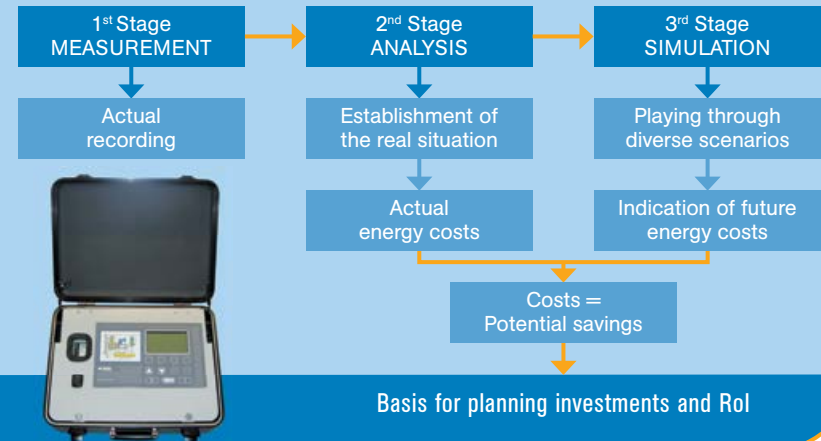 1st Stage
MEASUREMENT
2nd Stage
ANALYSIS
3rd Stage
SIMULATION
Actual
recording
Establishment of
the real situation
Playing through
diverse scenarios
Actual
energy costs
Indication of future
energy costs
Costs =
Potential savings
Basis for planning investments and RoI